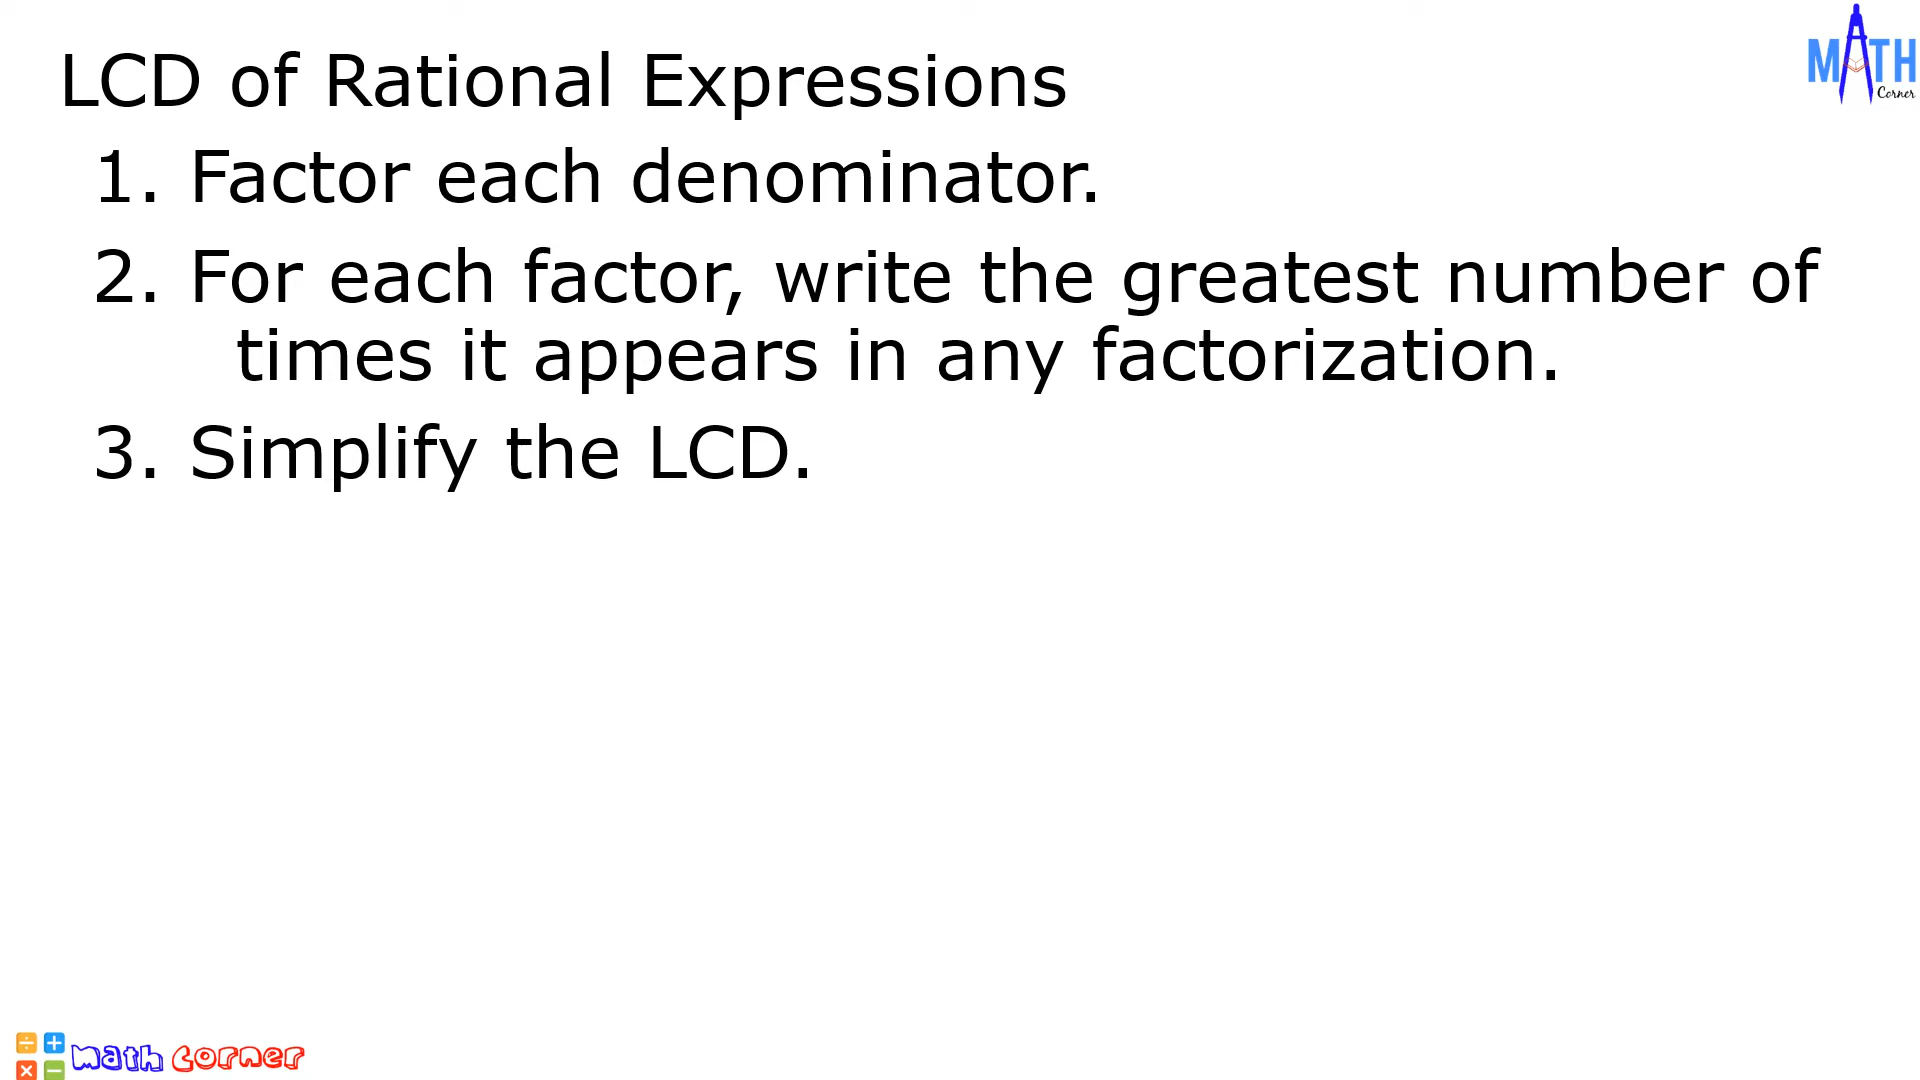 LCD of Rational Expressions
MATH
Corner
1. Factor each denominator.
2. For each factor, write the greatest number of
times it appears in any factorization.
3. Simplify the LCD.
math corner